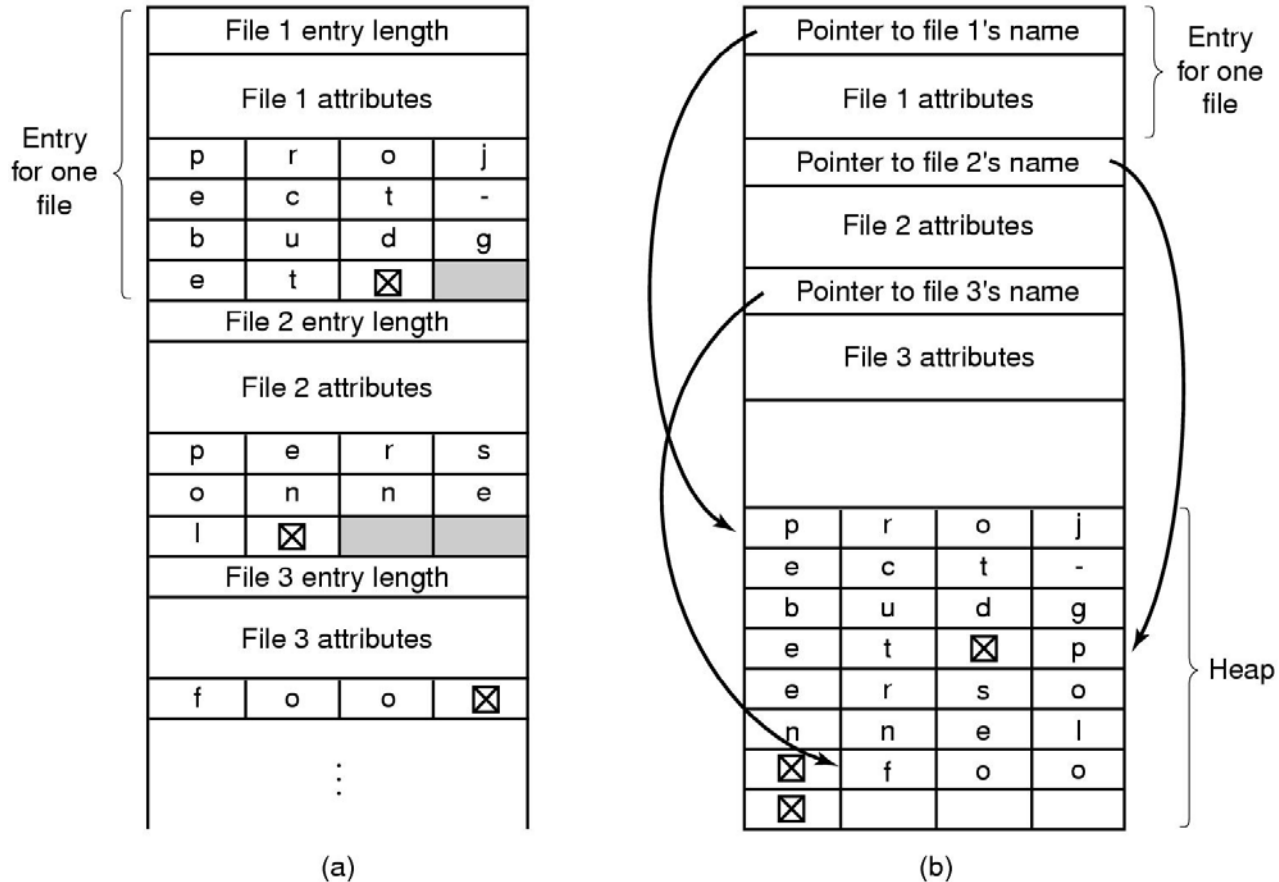 File 1 entry length
File 1 attributes
Entry
for one
file
p r o j
e c t -
b u d g
e t ☒
File 2 entry length
File 2 attributes
p e r s
o n n e
l ☒
File 3 entry length
File 3 attributes
f o o ☒
⋮
(a)
Pointer to file 1's name
File 1 attributes
Entry
for one
file
Pointer to file 2's name
File 2 attributes
Pointer to file 3's name
File 3 attributes
p r o j
e c t -
b u d g
e t ☒ p
e r s o
n n e l
☒ f o o
☒
Heap
(b)